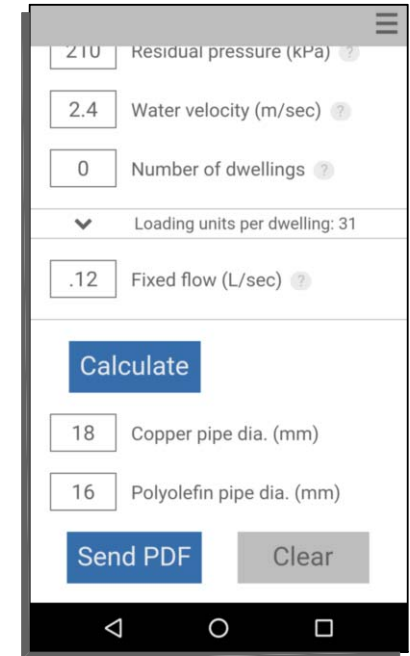 210 Residual pressure (kPa) ?
2.4 Water velocity (m/sec) ?
0 Number of dwellings ?
Loading units per dwelling: 31
.12 Fixed flow (L/sec) ?
Calculate
18 Copper pipe dia. (mm)
16 Polyolefin pipe dia. (mm)
Send PDF Clear